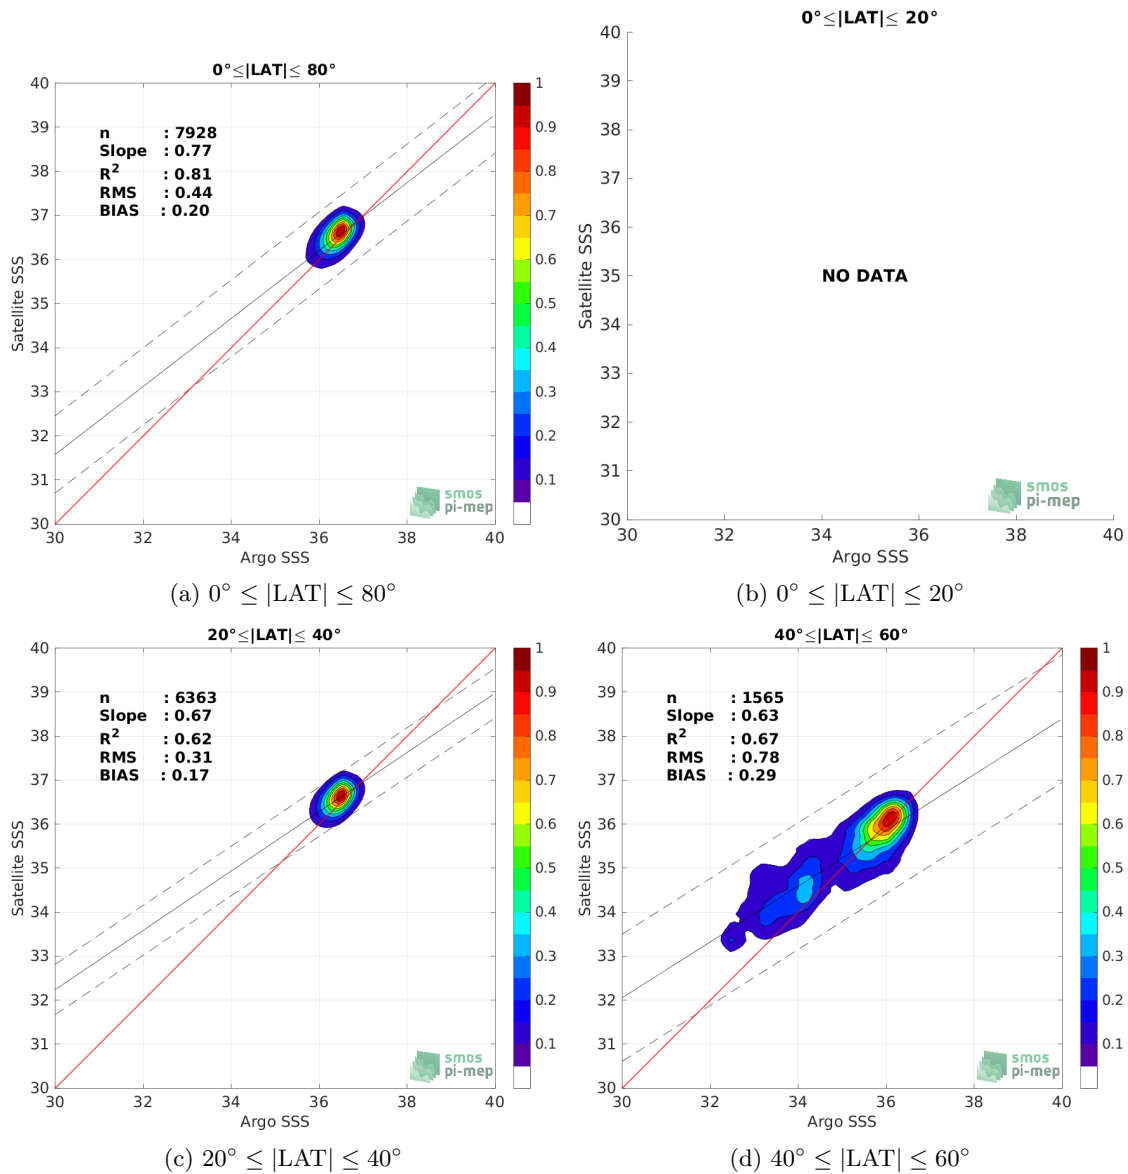 0°≤|LAT|≤ 80°
40
39
38
37
36
35
34
33
32
31
30
Satellite SSS
n : 7928
Slope : 0.77
R² : 0.81
RMS : 0.44
BIAS : 0.20
smos
pi-mep
30 32 34 36 38 40
Argo SSS
1
0.9
0.8
0.7
0.6
0.5
0.4
0.3
0.2
0.1
(a) 0° ≤ |LAT| ≤ 80°
0°≤|LAT|≤ 20°
40
39
38
37
36
35
34
33
32
31
30
Satellite SSS
NO DATA
smos
pi-mep
30 32 34 36 38 40
Argo SSS
(b) 0° ≤ |LAT| ≤ 20°
20°≤|LAT|≤ 40°
40
39
38
37
36
35
34
33
32
31
30
Satellite SSS
n : 6363
Slope : 0.67
R² : 0.62
RMS : 0.31
BIAS : 0.17
smos
pi-mep
30 32 34 36 38 40
Argo SSS
1
0.9
0.8
0.7
0.6
0.5
0.4
0.3
0.2
0.1
(c) 20° ≤ |LAT| ≤ 40°
40°≤|LAT|≤ 60°
40
39
38
37
36
35
34
33
32
31
30
Satellite SSS
n : 1565
Slope : 0.63
R² : 0.67
RMS : 0.78
BIAS : 0.29
smos
pi-mep
30 32 34 36 38 40
Argo SSS
1
0.9
0.8
0.7
0.6
0.5
0.4
0.3
0.2
0.1
(d) 40° ≤ |LAT| ≤ 60°